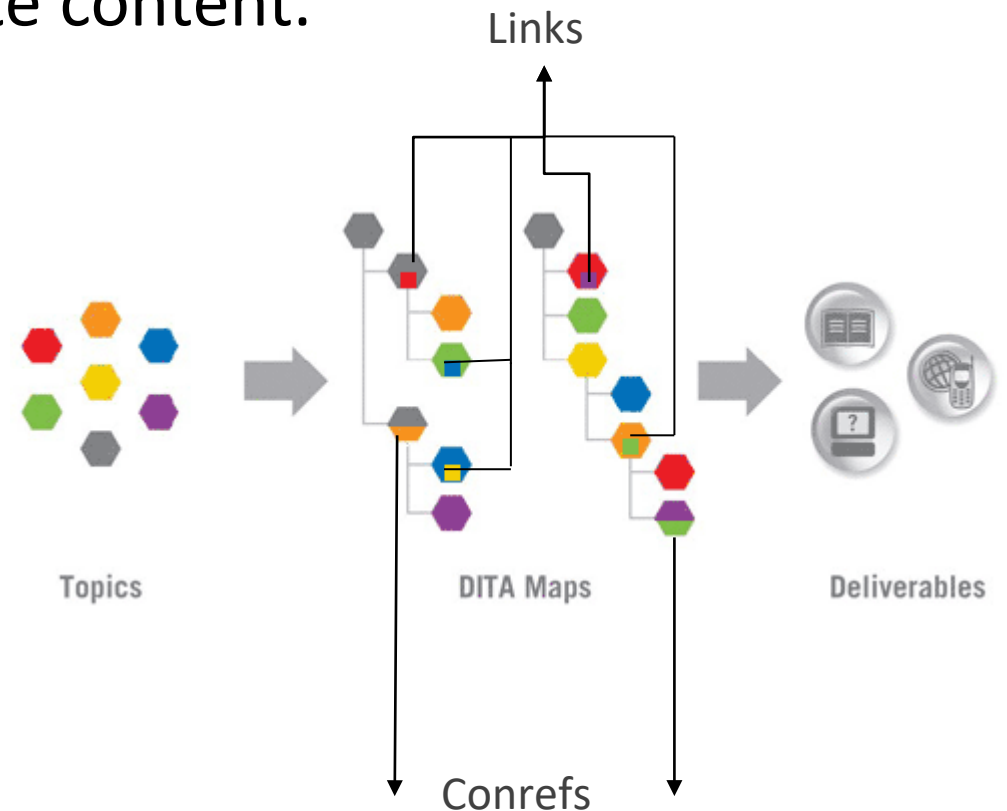 content.
Links
?
Topics
DITA Maps
Deliverables
Conrefs